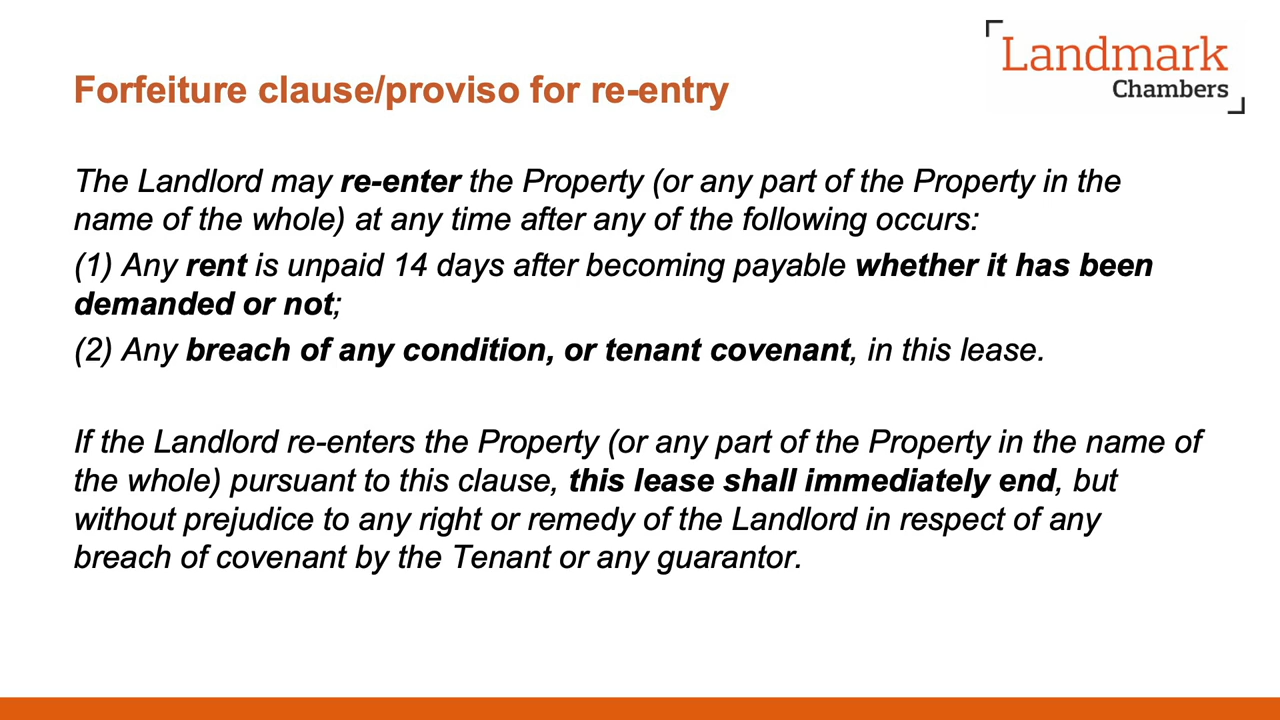 Landmark
Chambers
Forfeiture clause/proviso for re-entry
The Landlord may re-enter the Property (or any part of the Property in the
name of the whole) at any time after any of the following occurs:
(1) Any rent is unpaid 14 days after becoming payable whether it has been
demanded or not;
(2) Any breach of any condition, or tenant covenant, in this lease.
If the Landlord re-enters the Property (or any part of the Property in the name of
the whole) pursuant to this clause, this lease shall immediately end, but
without prejudice to any right or remedy of the Landlord in respect of any
breach of covenant by the Tenant or any guarantor.